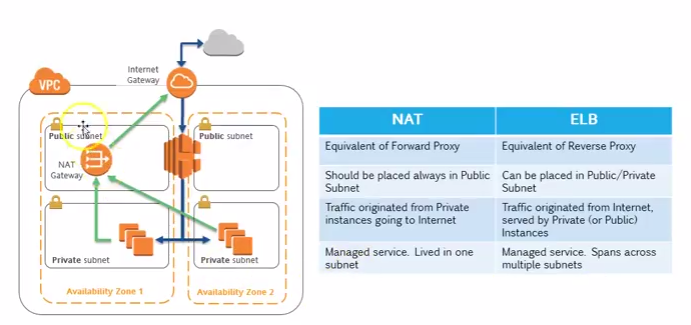 Internet
Gateway
VPC
Public subnet
Public subnet
NAT
Gateway
Private subnet
Private subnet
Availability Zone 1
Availability Zone 2
NAT
ELB
Equivalent of Forward Proxy
Equivalent of Reverse Proxy
Should be placed always in Public
Subnet
Can be placed in Public/Private
Subnet
Traffic originated from Private
instances going to Internet
Traffic originated from Internet,
served by Private (or Public)
Instances
Managed service. Lived in one
subnet
Managed service. Spans across
multiple subnets